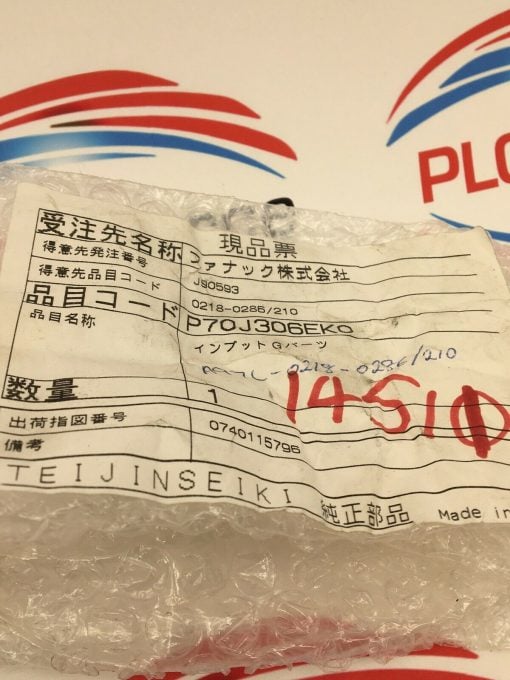 PLC
現品票
受注先名称 ファナック株式会社
得意先発注番号 J90593
得意先品目コード 0218-0286/210
品目コード P70J306EK0
品目名称 インプットGパーツ
-0218-0286/210
数量 1
1451
出荷指図番号 0740115796
備考
TEIJINSEIKI 純正部品 Made in